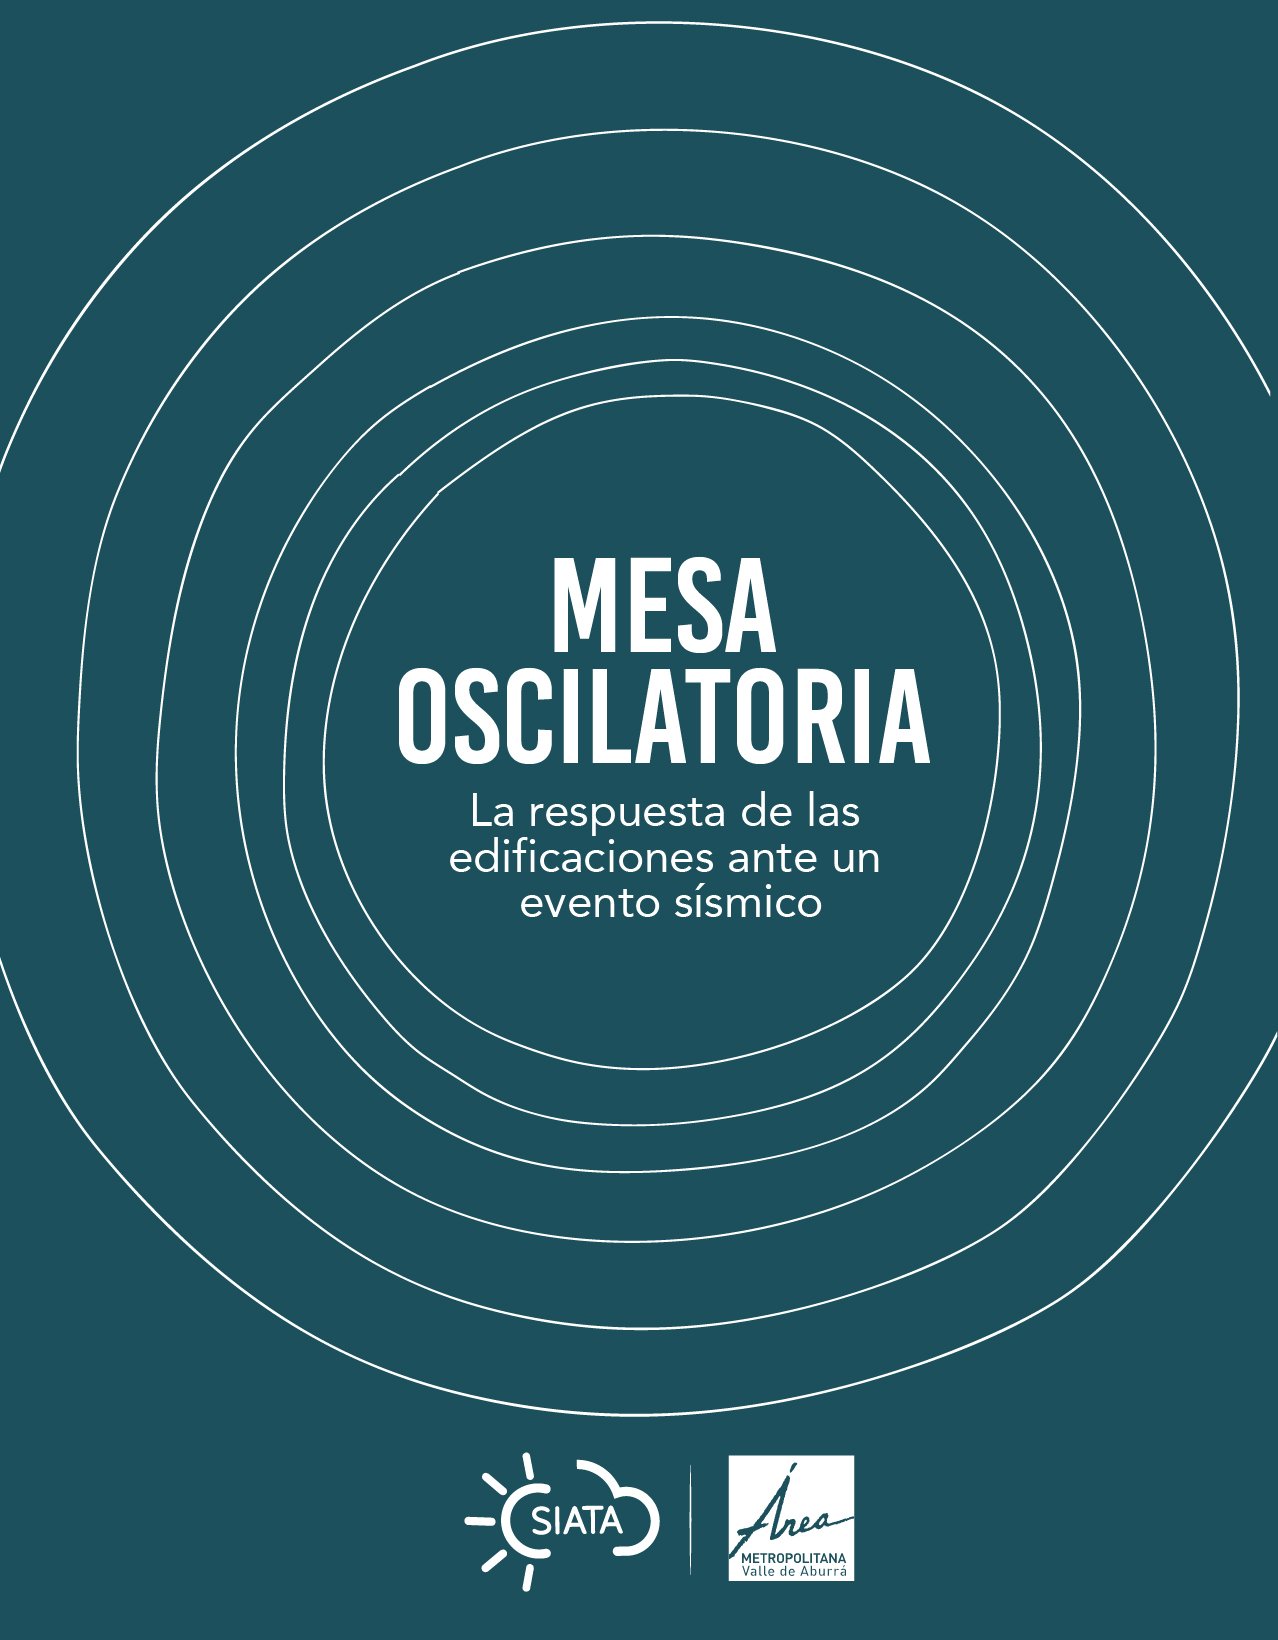 MESA
OSCILATORIA
La respuesta de las
edificaciones ante un
evento sísmico
SIATA
Área
METROPOLITANA
Valle de Aburrá